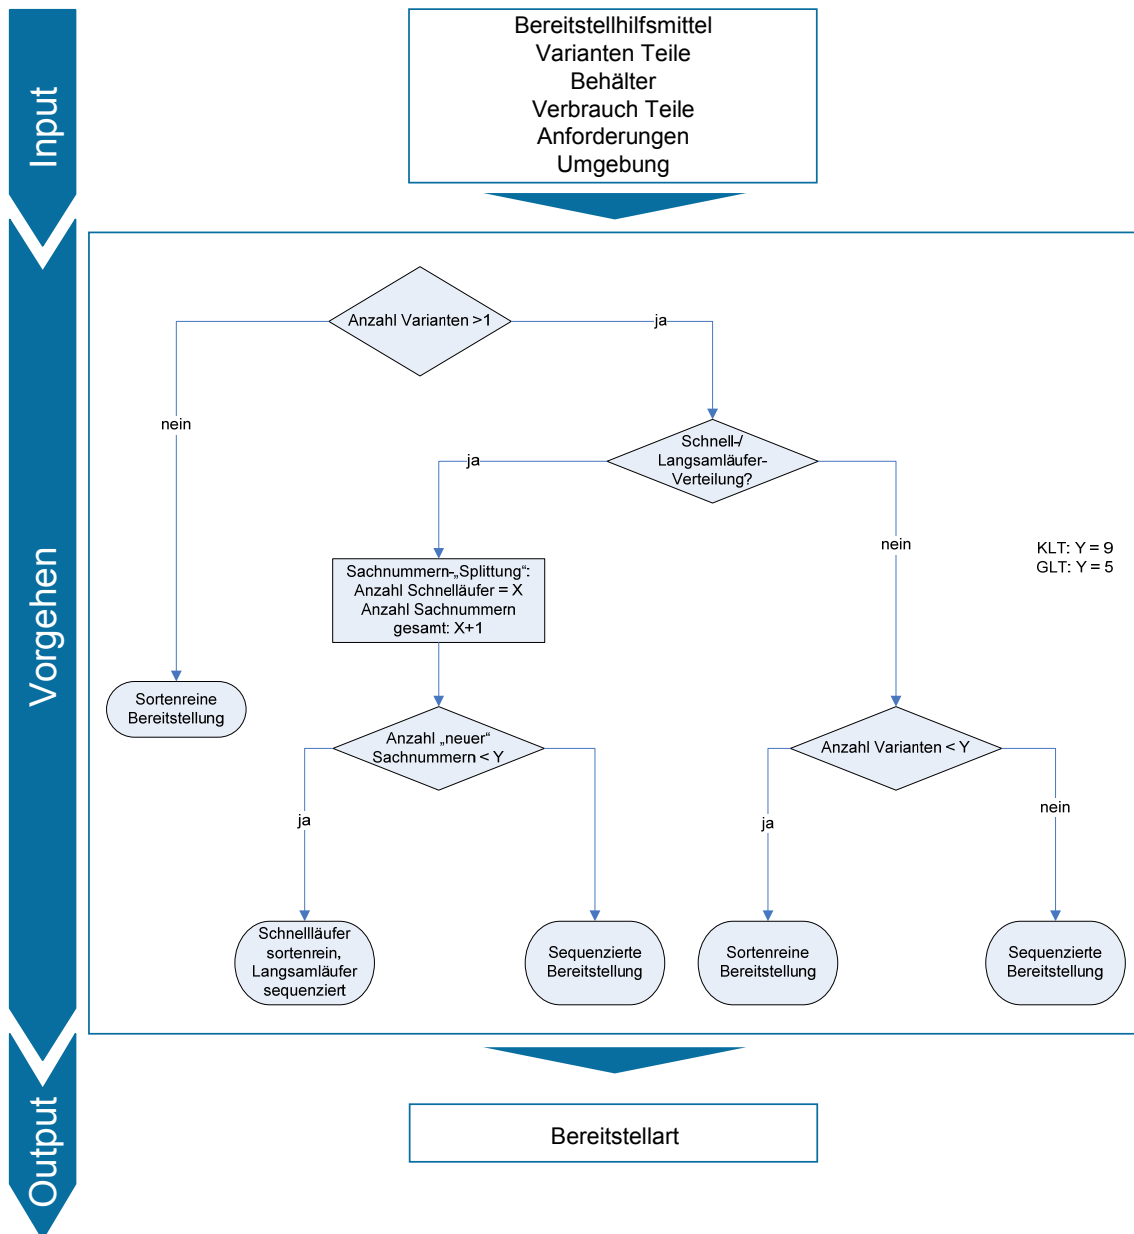 Input
Bereitstellhilfsmittel
Varianten Teile
Behälter
Verbrauch Teile
Anforderungen
Umgebung
Vorgehen
Anzahl Varianten >1
ja
nein
Schnell-/
Langsamläufer-
Verteilung?
ja
nein
KLT: Y = 9
GLT: Y = 5
Sachnummern-„Splittung“:
Anzahl Schnelläufer = X
Anzahl Sachnummern
gesamt: X+1
Sortenreine
Bereitstellung
Anzahl „neuer“
Sachnummern < Y
Anzahl Varianten < Y
ja
ja
nein
Schnellläufer
sortenrein,
Langsamläufer
sequenziert
Sequenzierte
Bereitstellung
Sortenreine
Bereitstellung
Sequenzierte
Bereitstellung
Output
Bereitstellart